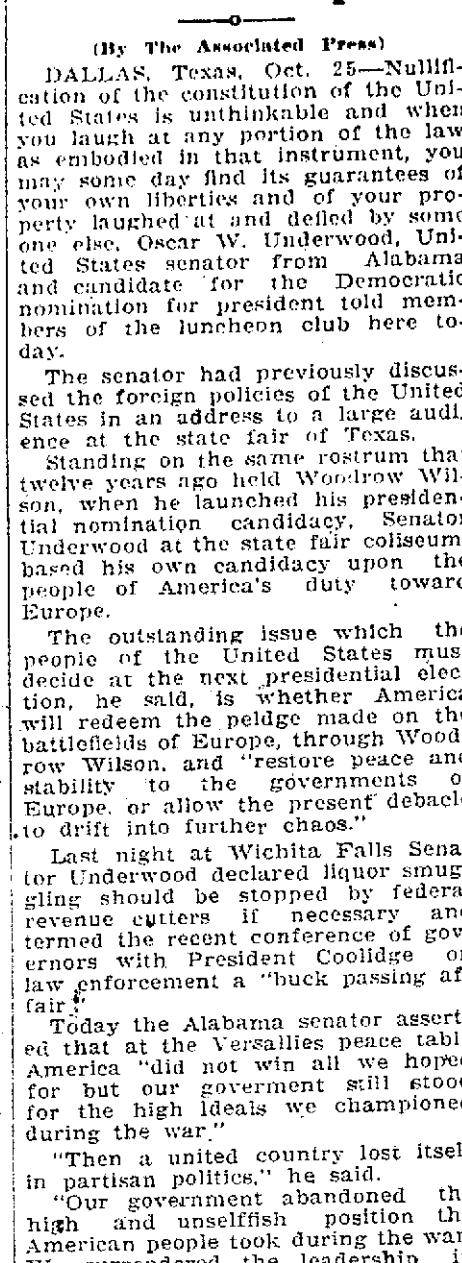 (By The Associated Press)
DALLAS, Texas, Oct. 25—Nullifi-
cation of the constitution of the Uni-
ted States is unthinkable and when
you laugh at any portion of the law
as embodied in that instrument, you
may some day find its guarantees of
your own liberties and of your pro-
perty laughed at and defied by some
one else, Oscar W. Underwood, Uni-
ted States senator from Alabama
and candidate for the Democratic
nomination for president told mem-
bers of the luncheon club here to-
day.
The senator had previously discus-
sed the foreign policies of the United
States in an address to a large audi-
ence at the state fair of Texas.
Standing on the same rostrum that
twelve years ago held Woodrow Wil-
son, when he launched his presiden
tial nomination candidacy, Senator
Underwood at the state fair coliseum
based his own candidacy upon the
people of America's duty toward
Europe.
The outstanding issue which the
people of the United States mus
decide at the next presidential elec
tion, he said, is whether America
will redeem the peldge made on the
battlefields of Europe, through Wood
row Wilson, and "restore peace and
stability to the governments o
Europe, or allow the present debacl
to drift into further chaos."
Last night at Wichita Falls Sena
tor Underwood declared liquor smug
gling should be stopped by federa
revenue cutters if necessary an
termed the recent conference of gov
ernors with President Coolidge o
law enforcement a "buck passing af
fair."
Today the Alabama senator assert
ed that at the Versallies peace tabl
America "did not win all we hoped
for but our goverment still stood
for the high ideals we championed
during the war."
"Then a united country lost itsel
in partisan politics," he said.
"Our government abandoned th
high and unselffish position th
American people took during the war
surrendered the leadership